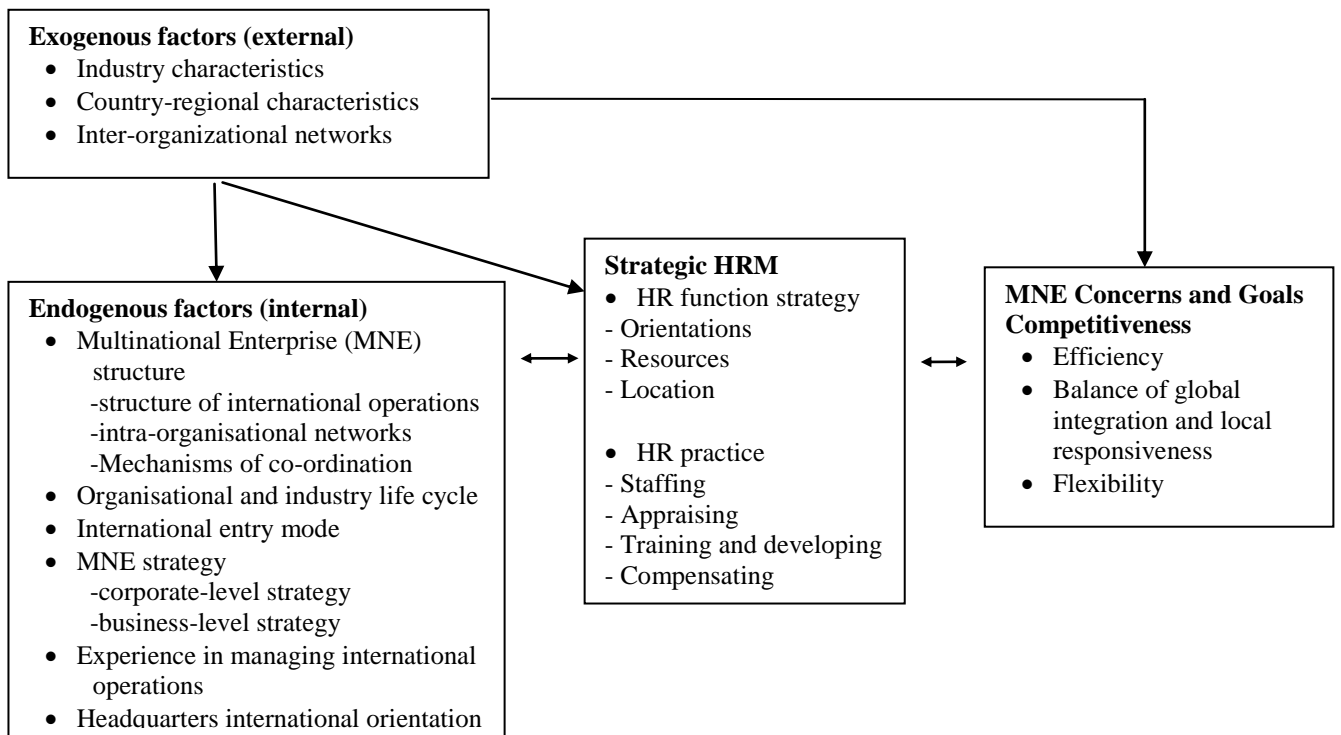 Exogenous factors (external)
• Industry characteristics
• Country-regional characteristics
• Inter-organizational networks
Endogenous factors (internal)
• Multinational Enterprise (MNE)
structure
-structure of international operations
-intra-organisational networks
-Mechanisms of co-ordination
• Organisational and industry life cycle
• International entry mode
• MNE strategy
-corporate-level strategy
-business-level strategy
• Experience in managing international
operations
• Headquarters international orientation
Strategic HRM
• HR function strategy
- Orientations
- Resources
- Location
• HR practice
- Staffing
- Appraising
- Training and developing
- Compensating
MNE Concerns and Goals
Competitiveness
• Efficiency
• Balance of global
integration and local
responsiveness
• Flexibility